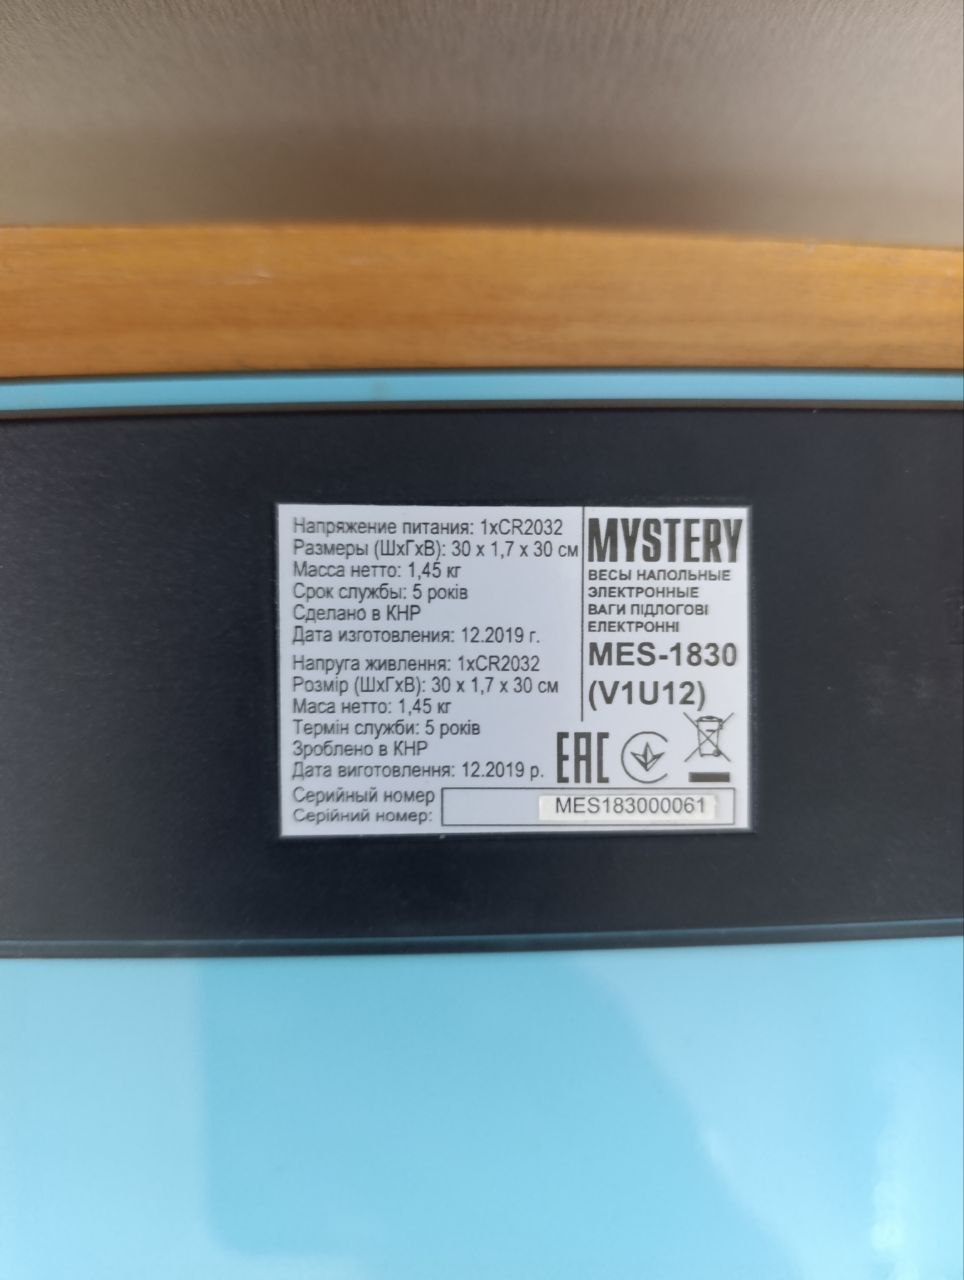 Напряжение питания: 1xCR2032
Размеры (ШхГхВ): 30 х 1,7 х 30 см
Масса нетто: 1,45 кг
Срок службы: 5 років
Сделано в КНР
Дата изготовления: 12.2019 г.
Напруга живлення: 1xCR2032
Розмір (ШхГхВ): 30 х 1,7 х 30 см
Маса нетто: 1,45 кг
Термін служби: 5 років
Зроблено в КНР
Дата виготовлення: 12.2019 р.
MYSTERY
ВЕСЫ НАПОЛЬНЫЕ
ЭЛЕКТРОННЫЕ
ВАГИ ПІДЛОГОВІ
ЕЛЕКТРОННІ
MES-1830
(V1U12)
EAC
Серийный номер
Серійний номер:
MES183000061